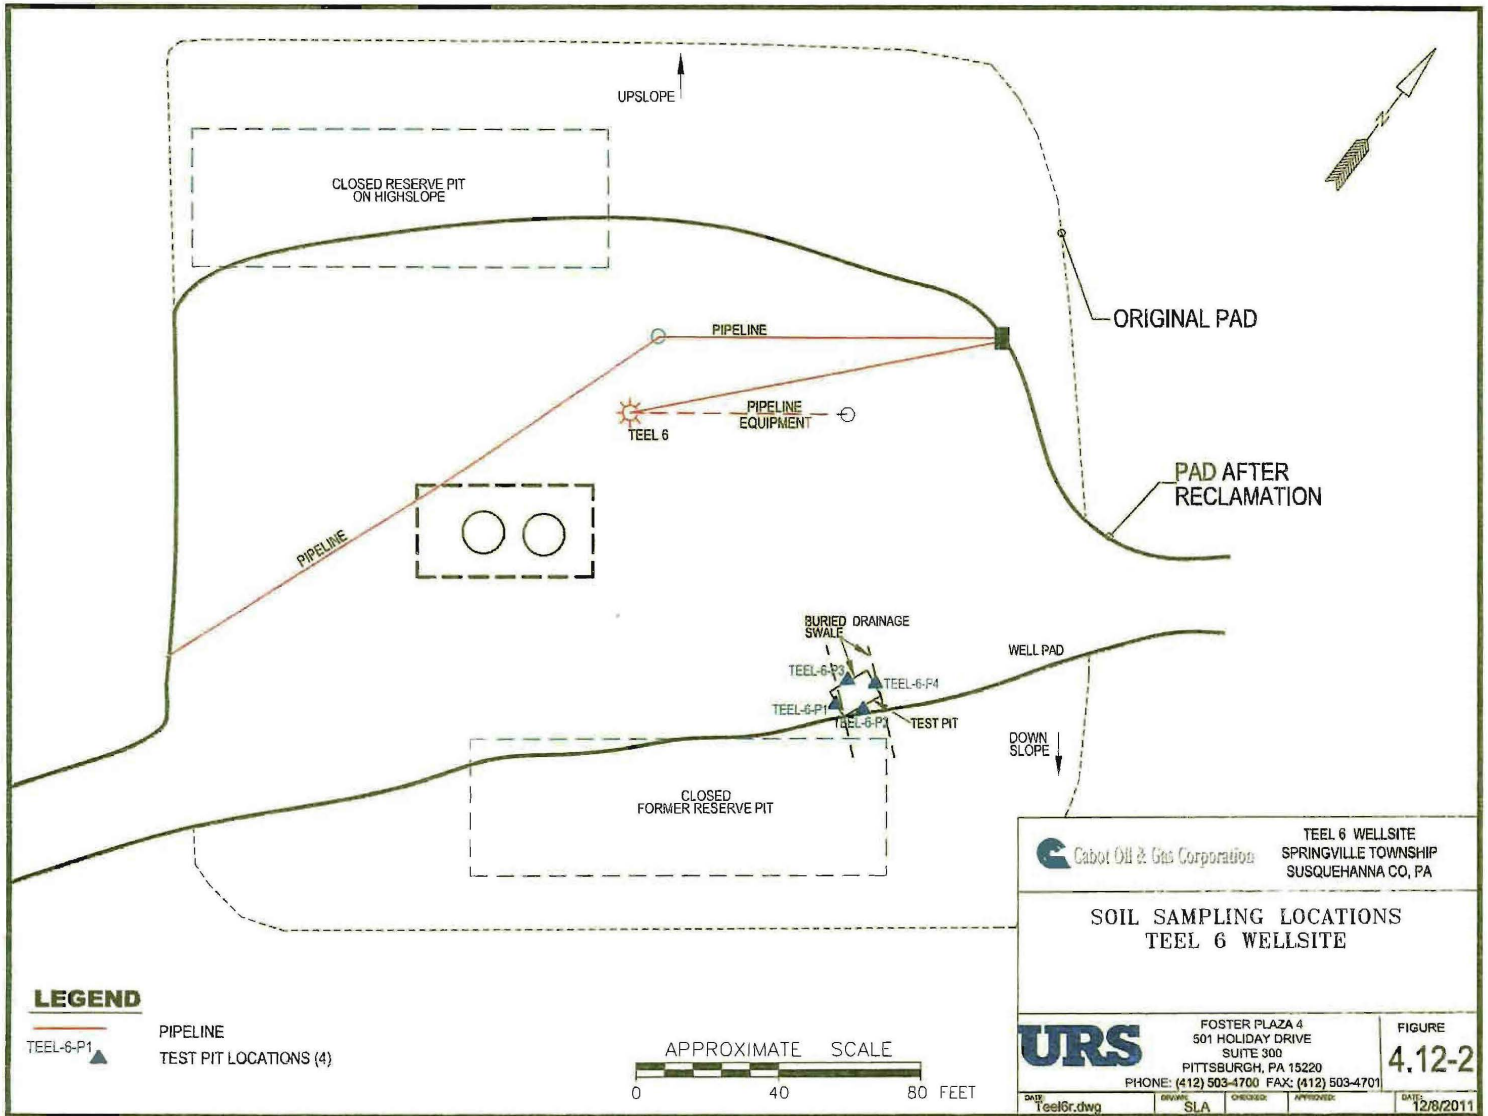 UPSLOPE
N
CLOSED RESERVE PIT
ON HIGHSLOPE
ORIGINAL PAD
PIPELINE
PIPELINE
EQUIPMENT
TEEL 6
PAD AFTER
RECLAMATION
PIPELINE
BURIED DRAINAGE
SWALE
WELL PAD
TEEL-6-P3
TEEL-6-P4
TEEL-6-P1
TEEL-6-P2
TEST PIT
DOWN
SLOPE
CLOSED
FORMER RESERVE PIT
Cabot Oil & Gas Corporation
TEEL 6 WELLSITE
SPRINGVILLE TOWNSHIP
SUSQUEHANNA CO, PA
SOIL SAMPLING LOCATIONS
TEEL 6 WELLSITE
LEGEND
PIPELINE
TEEL-6-P1
TEST PIT LOCATIONS (4)
APPROXIMATE SCALE
0 40 80 FEET
URS
FOSTER PLAZA 4
501 HOLIDAY DRIVE
SUITE 300
PITTSBURGH, PA 15220
PHONE: (412) 503-4700 FAX: (412) 503-4701
FIGURE
4.12-2
DATE:
Teel6r.dwg
DRAWN:
SLA
CHECKED:
APPROVED:
DATE:
12/8/2011